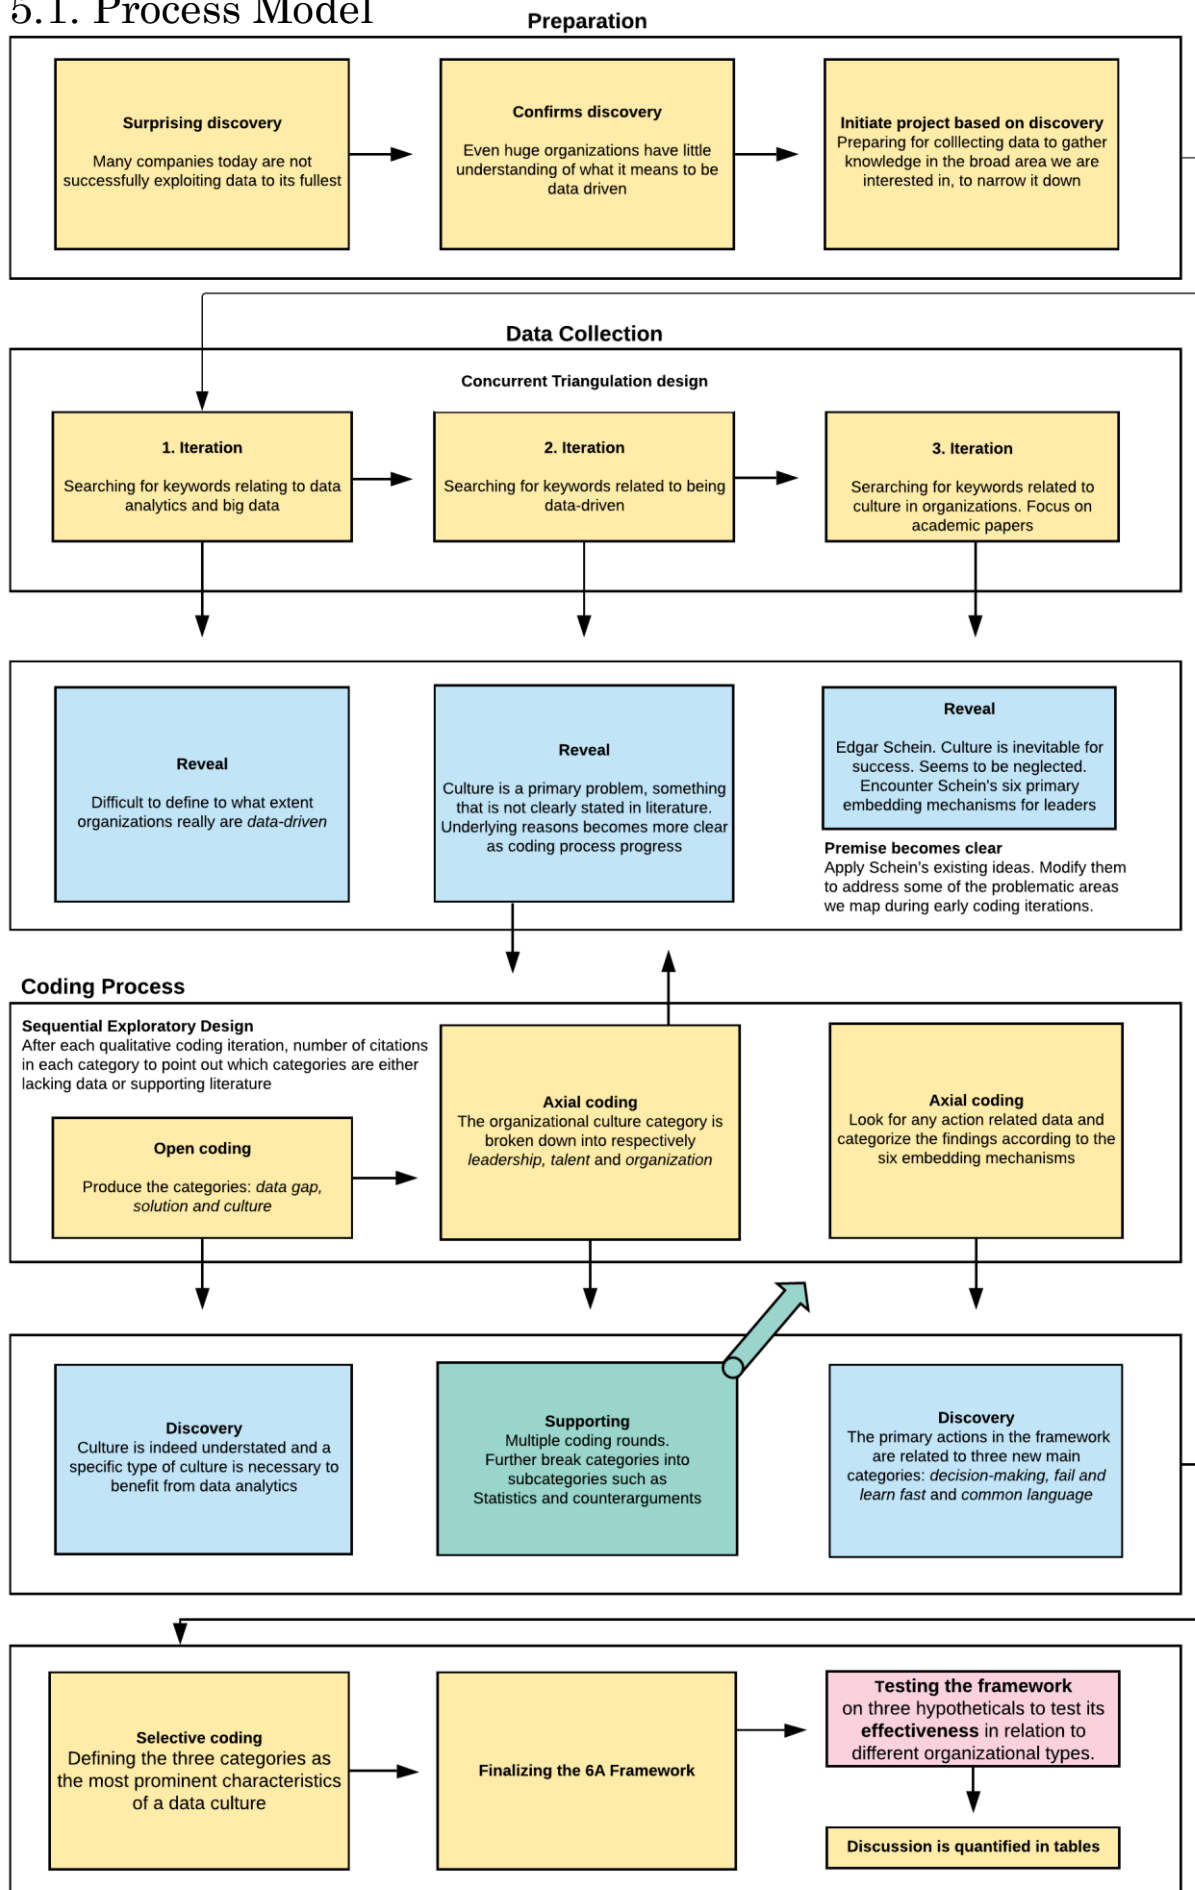 5.1. Process Model
Preparation
Surprising discovery
Many companies today are not
successfully exploiting data to its fullest
Confirms discovery
Even huge organizations have little
understanding of what it means to be
data driven
Initiate project based on discovery
Preparing for colllecting data to gather
knowledge in the broad area we are
interested in, to narrow it down
Data Collection
Concurrent Triangulation design
1. Iteration
Searching for keywords relating to data
analytics and big data
2. Iteration
Searching for keywords related to being
data-driven
3. Iteration
Serarching for keywords related to
culture in organizations. Focus on
academic papers
Reveal
Difficult to define to what extent
organizations really are data-driven
Reveal
Culture is a primary problem, something
that is not clearly stated in literature.
Underlying reasons becomes more clear
as coding process progress
Reveal
Edgar Schein. Culture is inevitable for
success. Seems to be neglected.
Encounter Schein's six primary
embedding mechanisms for leaders
Premise becomes clear
Apply Schein's existing ideas. Modify them
to address some of the problematic areas
we map during early coding iterations.
Coding Process
Sequential Exploratory Design
After each qualitative coding iteration, number of citations
in each category to point out which categories are either
lacking data or supporting literature
Open coding
Produce the categories: data gap,
solution and culture
Axial coding
The organizational culture category is
broken down into respectively
leadership, talent and organization
Axial coding
Look for any action related data and
categorize the findings according to the
six embedding mechanisms
Discovery
Culture is indeed understated and a
specific type of culture is necessary to
benefit from data analytics
Supporting
Multiple coding rounds.
Further break categories into
subcategories such as
Statistics and counterarguments
Discovery
The primary actions in the framework
are related to three new main
categories: decision-making, fail and
learn fast and common language
Selective coding
Defining the three categories as
the most prominent characteristics
of a data culture
Finalizing the 6A Framework
Testing the framework
on three hypotheticals to test its
effectiveness in relation to
different organizational types.
Discussion is quantified in tables